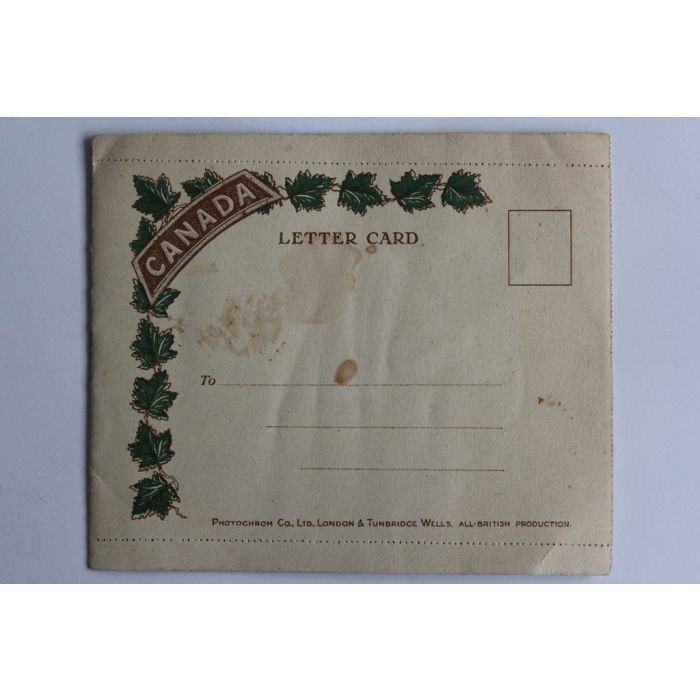 CANADA
LETTER CARD
To
PHOTOCHROM CO., LTD., LONDON & TUNBRIDGE WELLS. ALL-BRITISH PRODUCTION.